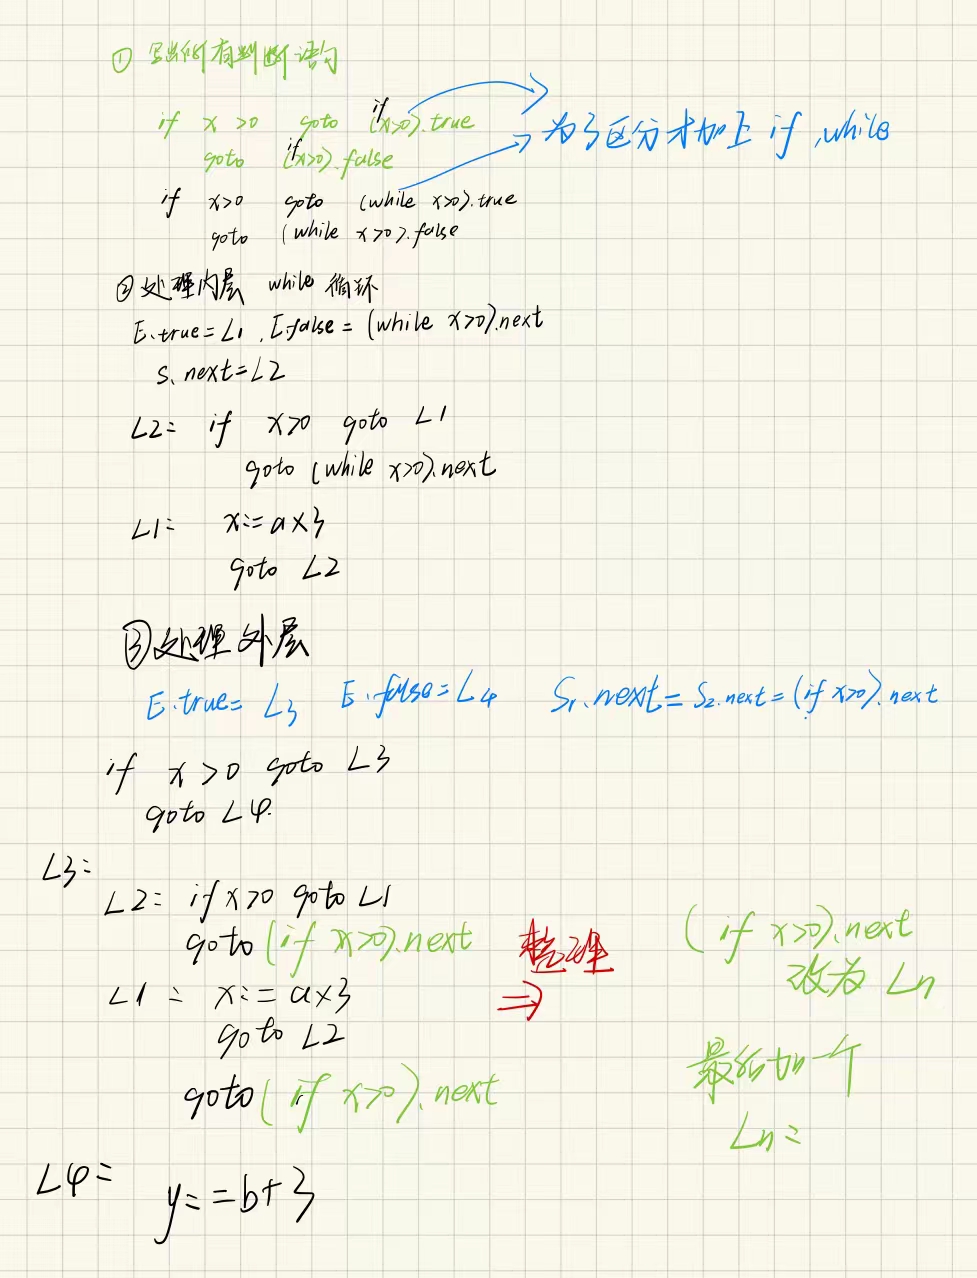 ① 写出所有判断语句
if x >0 goto (if x>0).true
goto (if x>0).false
为了区分才加上 if ,while
if x>0 goto (while x>0).true
goto (while x>0).false
②处理内层 while 循环
E.true=L1 , E.false = (while x>0).next
S1.next=L2
L2: if x>0 goto L1
goto (while x>0).next
L1: x:=a×3
goto L2
③处理外层
E.true= L3 E.false=L4 S1.next= S2.next=(if x>0).next
if x>0 goto L3
goto L4
L3:
L2: if x>0 goto L1
goto (if x>0).next
L1: x:=a×3
goto L2
goto (if x>0).next
L4: y:=b+3
整理
⇒
(if x>0).next
改为 Ln
最后加一个
Ln: